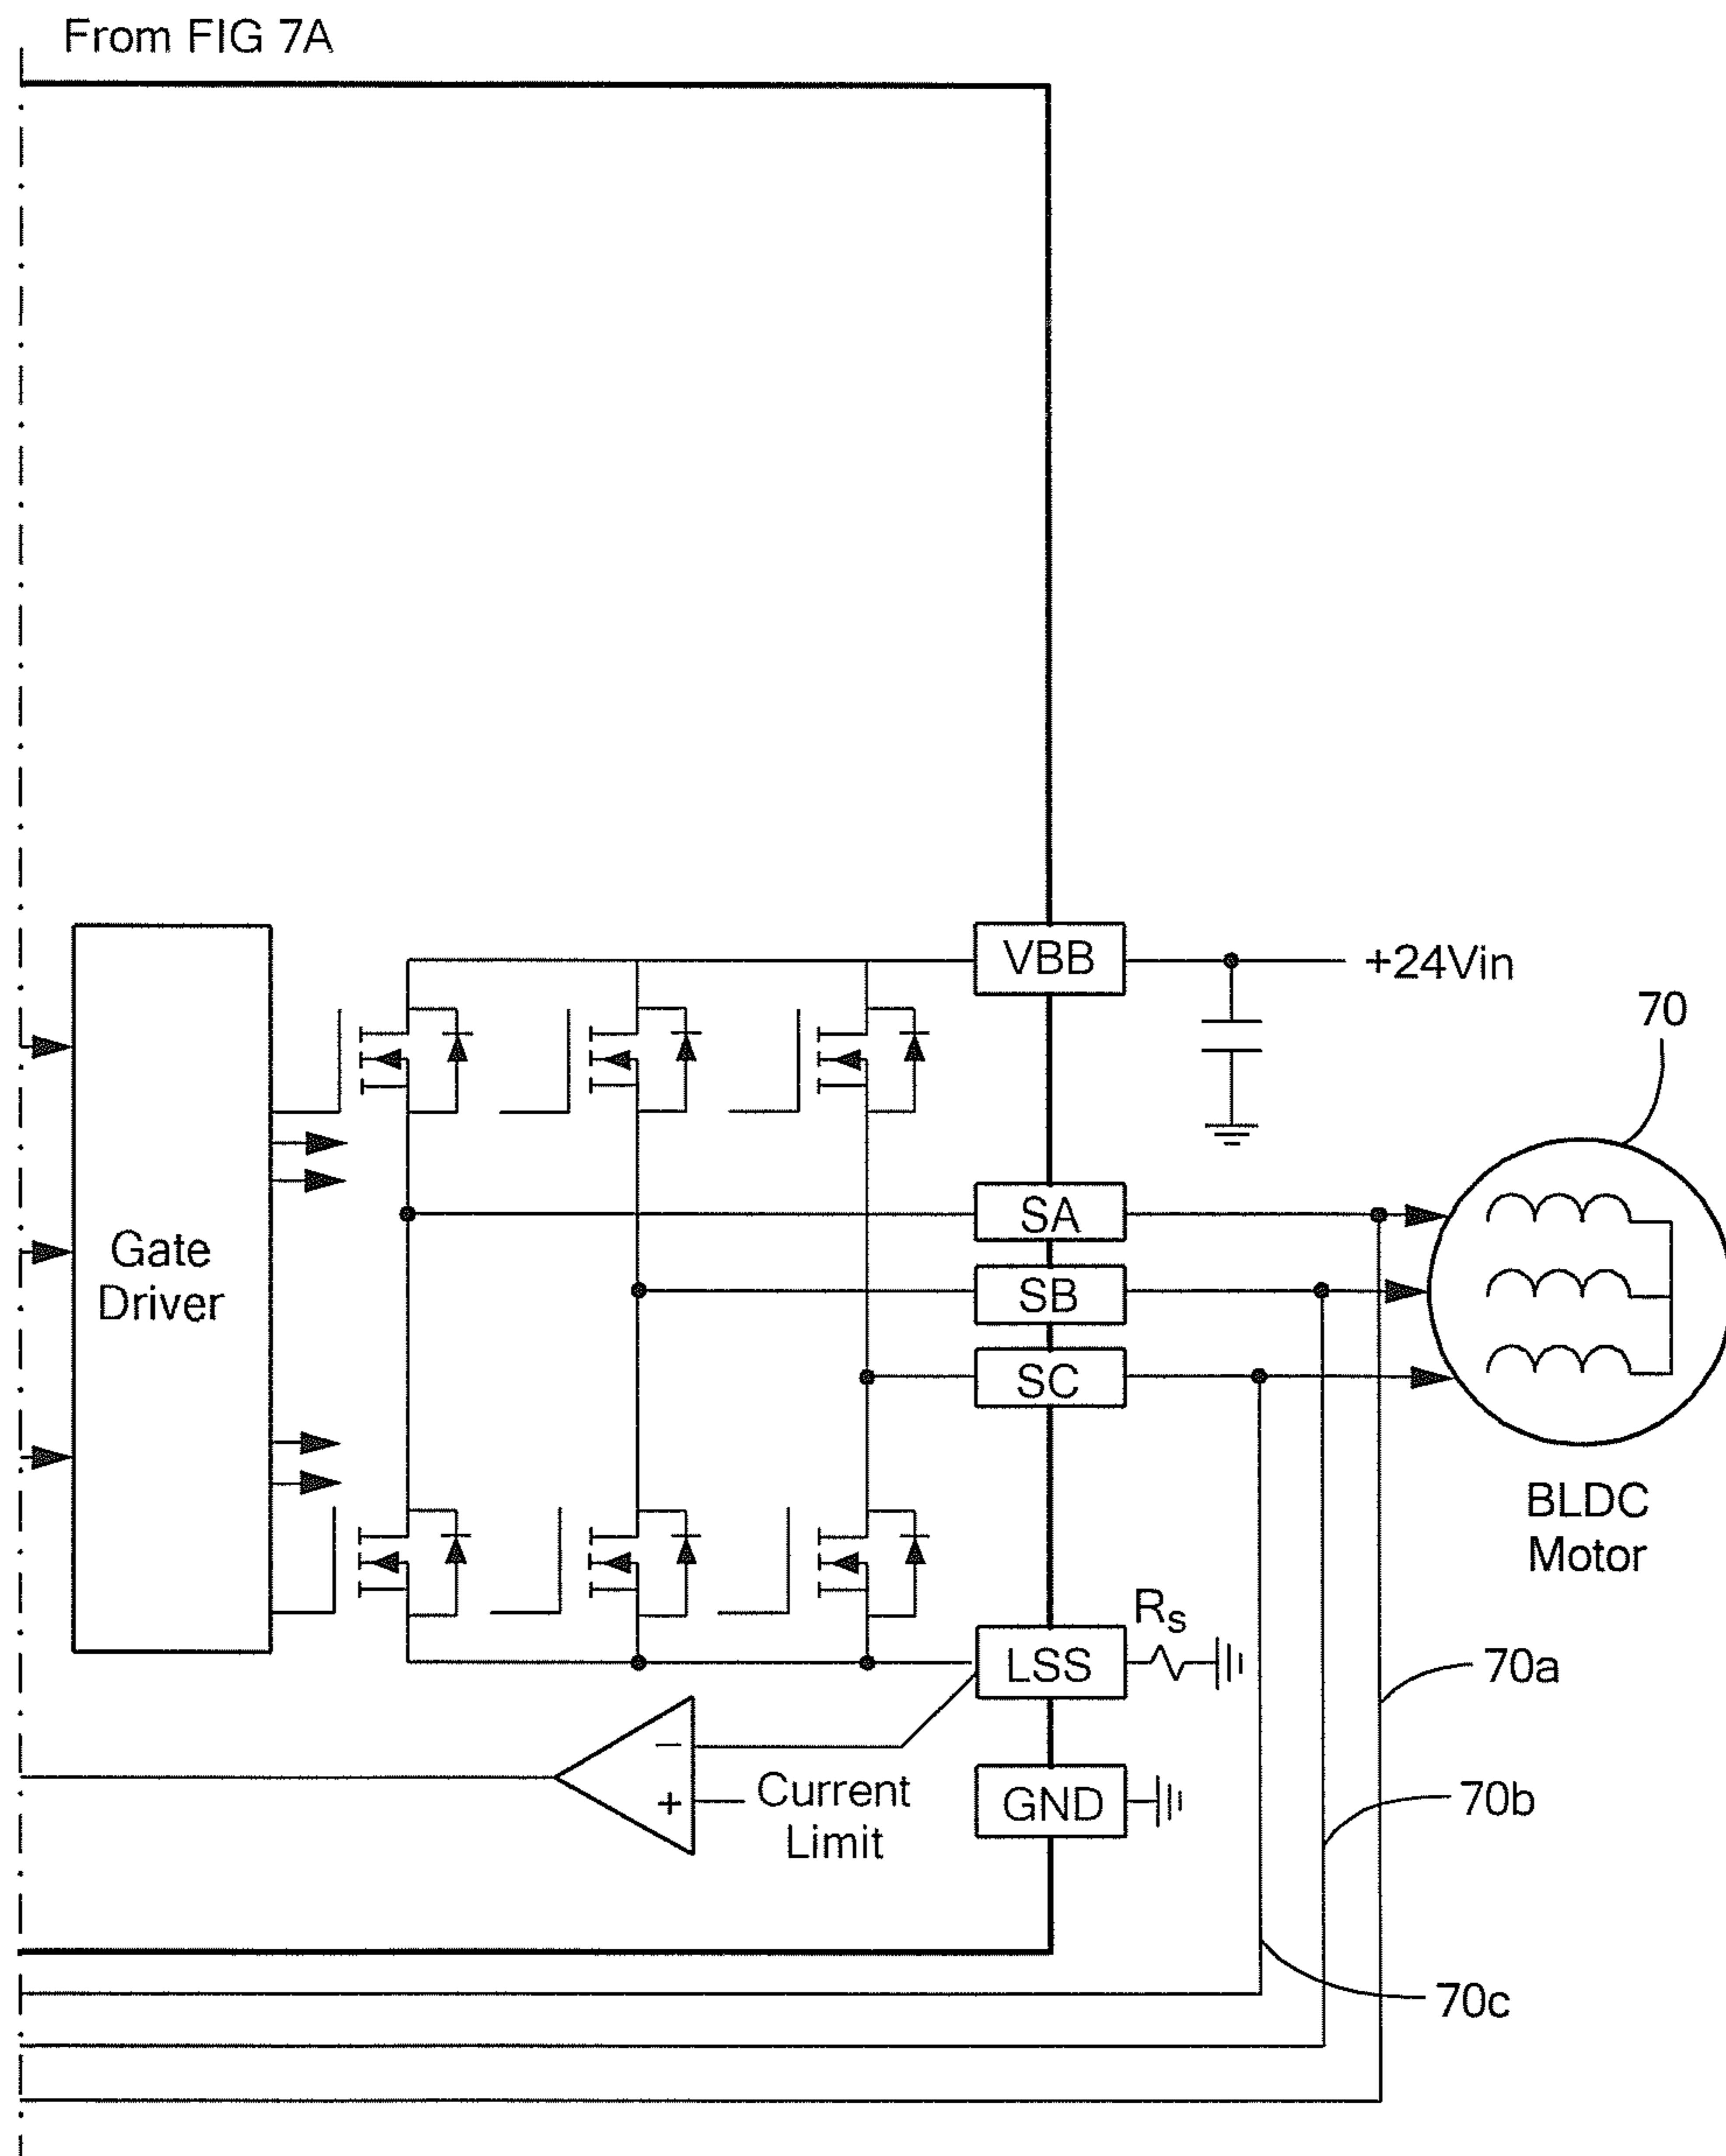 From FIG 7A
VBB
+24Vin
70
SA
Gate
Driver
SB
SC
BLDC
Motor
Rs
LSS
70a
−
+
Current
Limit
GND
70b
70c